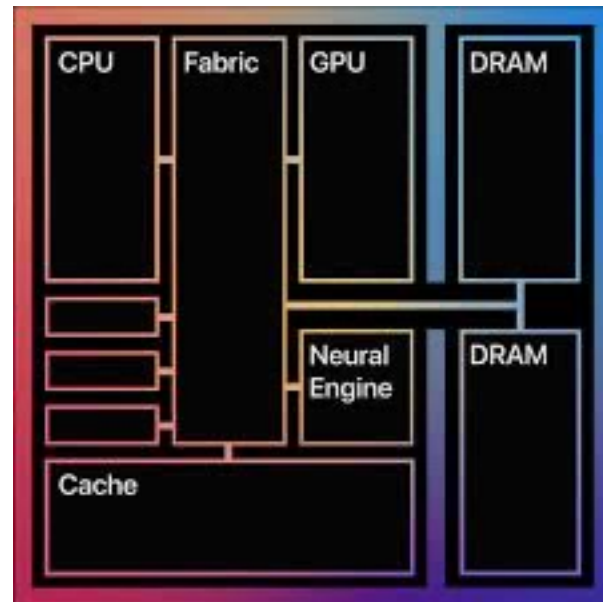 CPU
Fabric
GPU
DRAM
Neural
Engine
DRAM
Cache